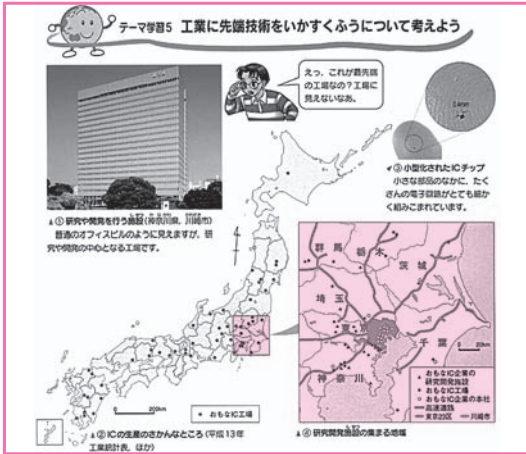 テーマ学習5 工業に先端技術をいかすくふうについて考えよう
えっ、これが最先端
の工場なの？工場に
見えないなあ。
▲①研究や開発を行う施設(神奈川県,川崎市)
普通のオフィスビルのように見えますが、研
究や開発の中心となる工場です。
③小型化されたICチップ
小さな部品のなかに、たく
さんの電子回路がとても細か
く組みこまれています。
群馬
栃木
茨城
埼玉
東京
千葉
神奈川
0 20km
おもなIC企業の
研究開発施設
おもなIC工場
おもなIC企業の本社
高速道路
東京23区
川崎市
0 200km
おもなIC工場
▲②ICの生産のさかんなところ(平成13年
工業統計表、ほか)
▲④研究開発施設の集まる地域